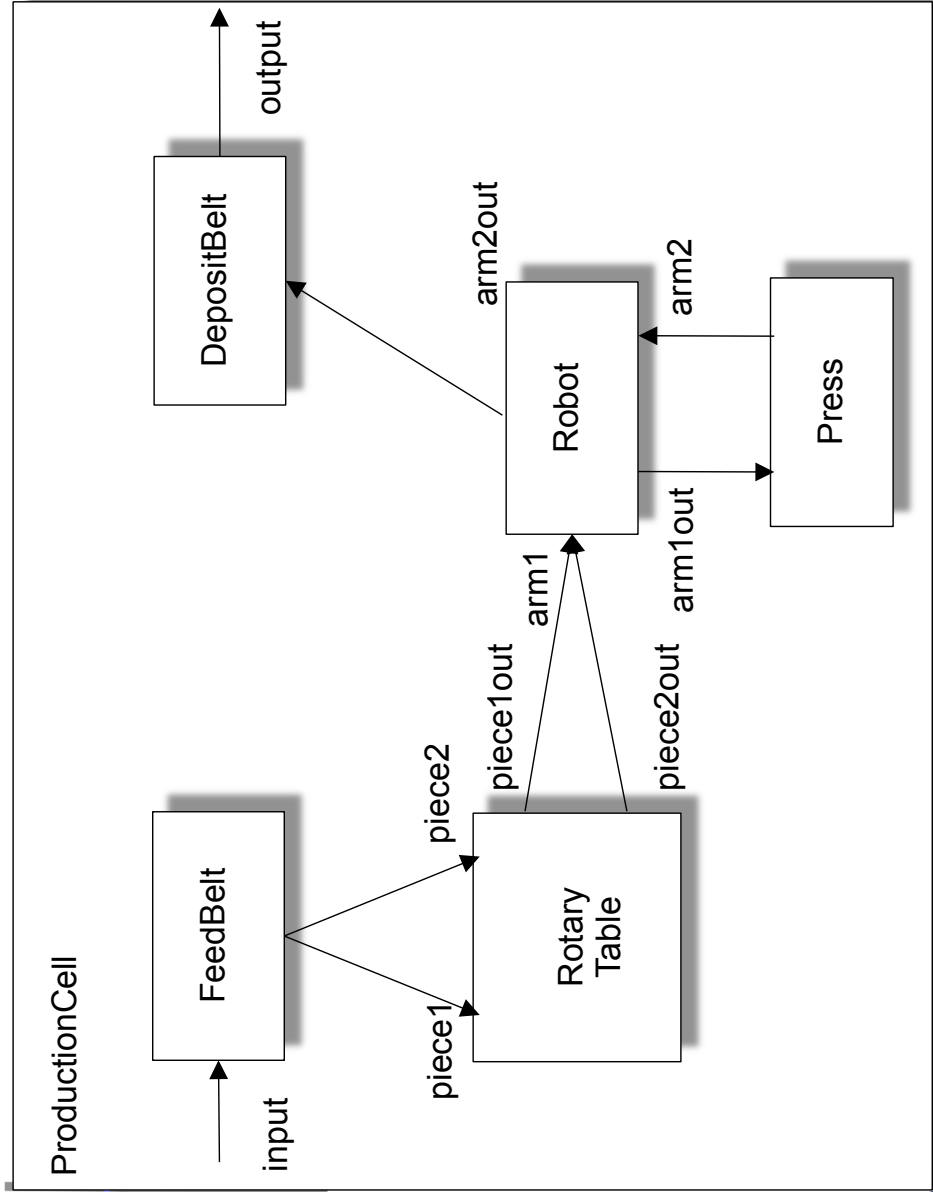 ProductionCell
input
FeedBelt
DepositBelt
output
piece1
piece2
Rotary
Table
piece1out
piece2out
arm1
Robot
arm2out
arm1out
arm2
Press